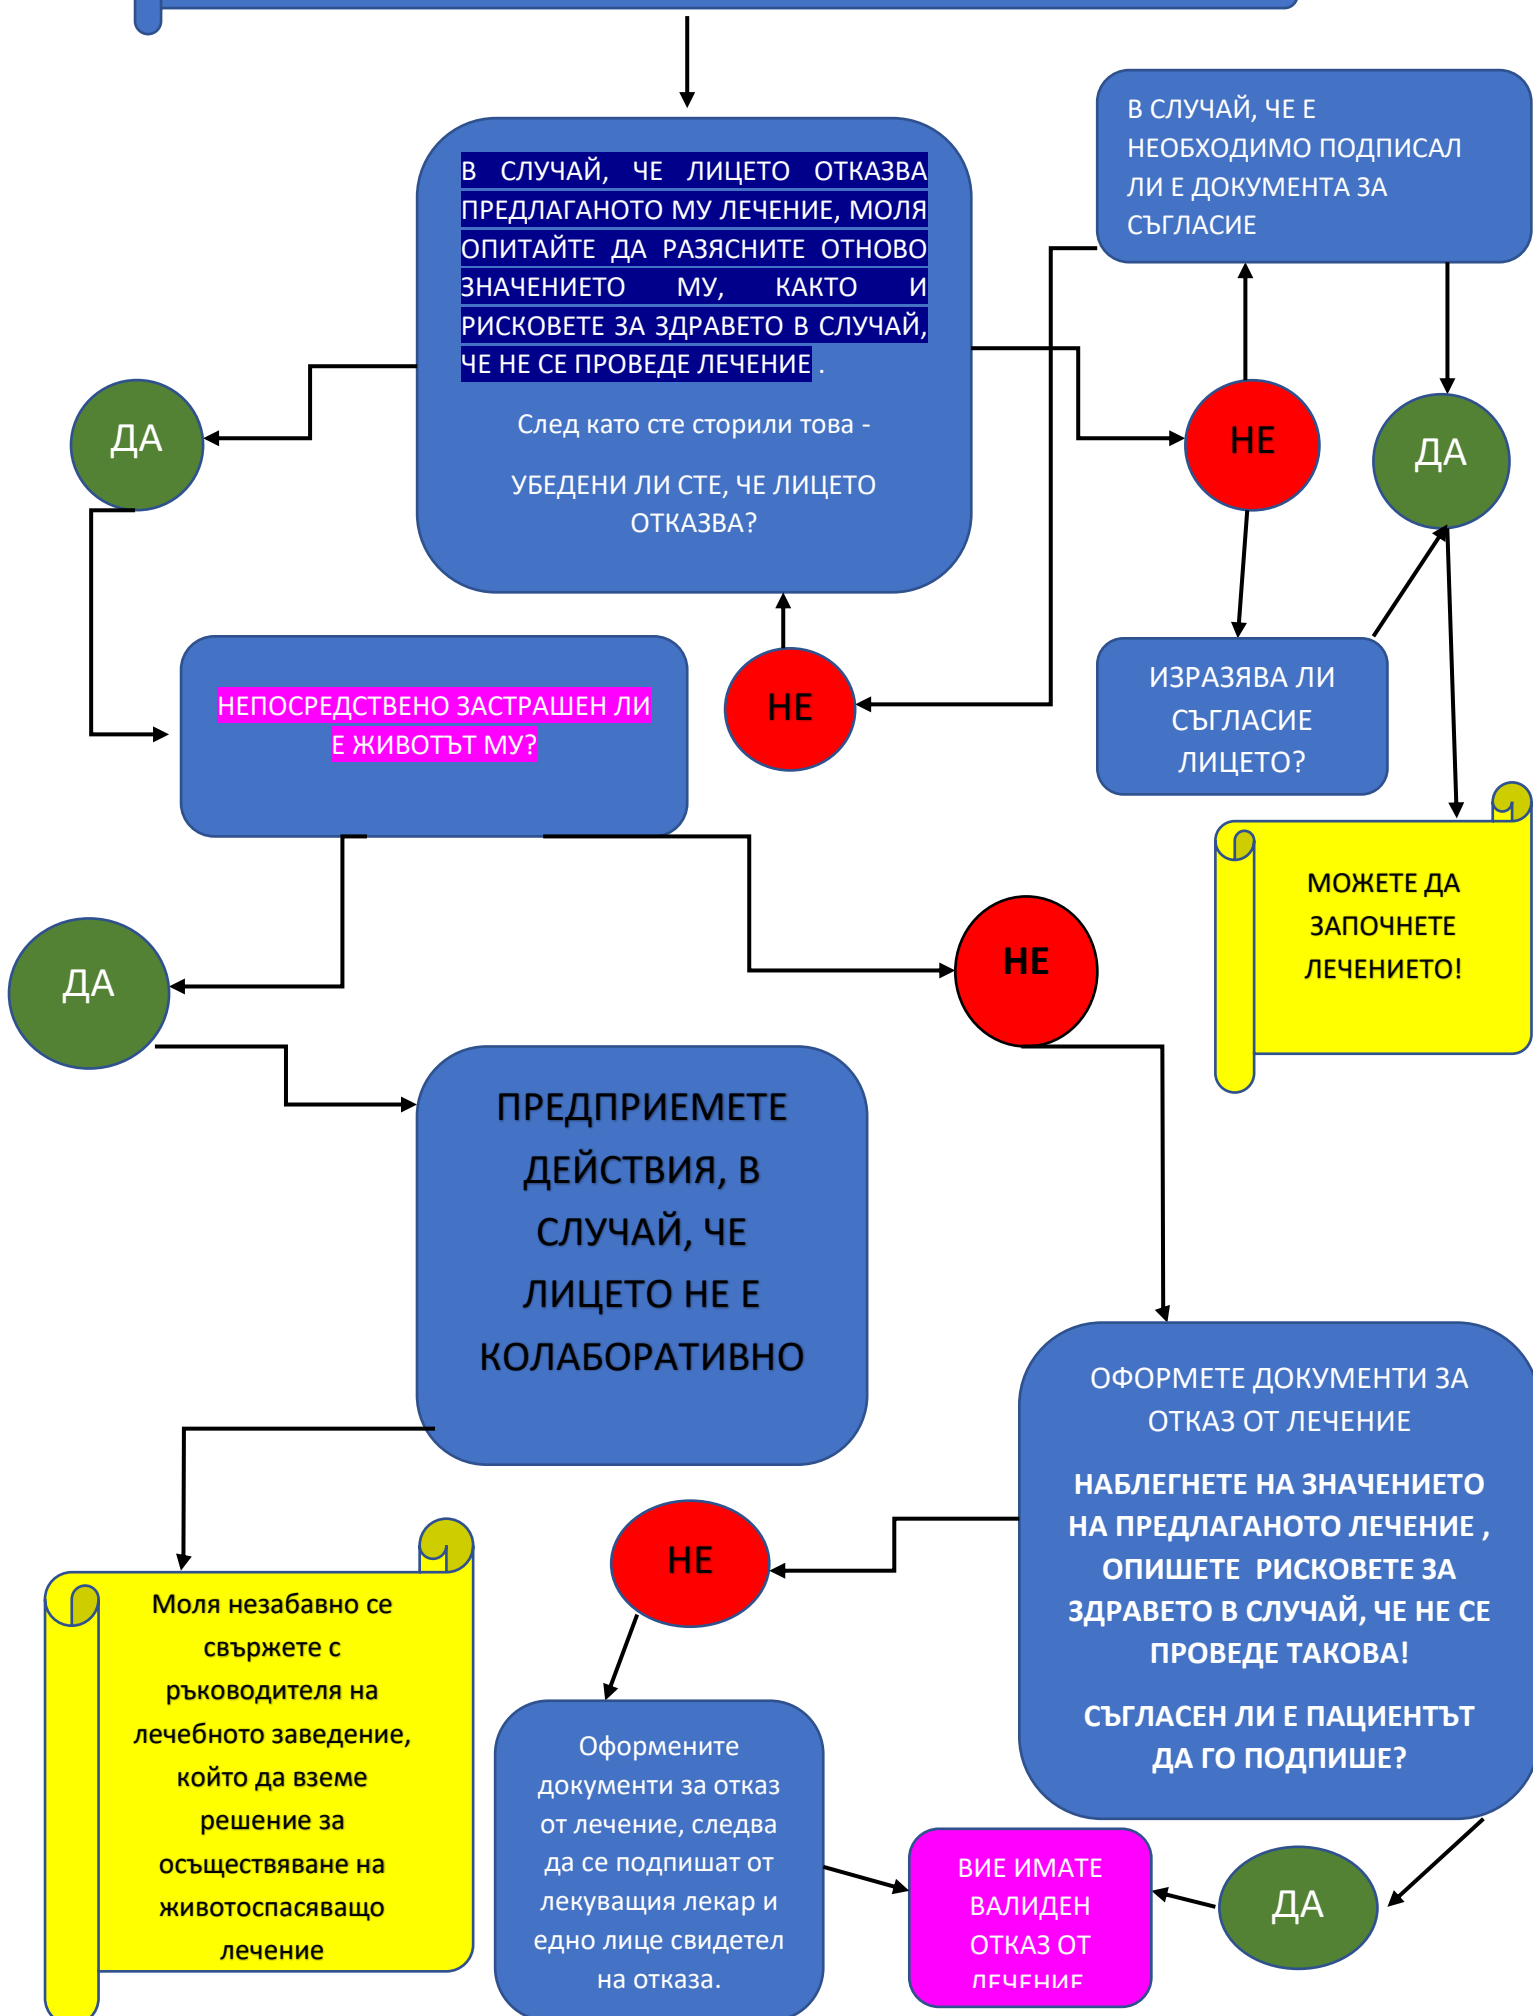 В СЛУЧАЙ, ЧЕ Е
НЕОБХОДИМО ПОДПИСАЛ
ЛИ Е ДОКУМЕНТА ЗА
СЪГЛАСИЕ
В СЛУЧАЙ, ЧЕ ЛИЦЕТО ОТКАЗВА
ПРЕДЛАГАНОТО МУ ЛЕЧЕНИЕ, МОЛЯ
ОПИТАЙТЕ ДА РАЗЯСНИТЕ ОТНОВО
ЗНАЧЕНИЕТО МУ, КАКТО И
РИСКОВЕТЕ ЗА ЗДРАВЕТО В СЛУЧАЙ,
ЧЕ НЕ СЕ ПРОВЕДЕ ЛЕЧЕНИЕ .
След като сте сторили това -
УБЕДЕНИ ЛИ СТЕ, ЧЕ ЛИЦЕТО
ОТКАЗВА?
ДА
НЕ
ДА
НЕПОСРЕДСТВЕНО ЗАСТРАШЕН ЛИ
Е ЖИВОТЪТ МУ?
НЕ
ИЗРАЗЯВА ЛИ
СЪГЛАСИЕ
ЛИЦЕТО?
МОЖЕТЕ ДА
ЗАПОЧНЕТЕ
ЛЕЧЕНИЕТО!
ДА
НЕ
ПРЕДПРИЕМЕТЕ
ДЕЙСТВИЯ, В
СЛУЧАЙ, ЧЕ
ЛИЦЕТО НЕ Е
КОЛАБОРАТИВНО
ОФОРМЕТЕ ДОКУМЕНТИ ЗА
ОТКАЗ ОТ ЛЕЧЕНИЕ
НАБЛЕГНЕТЕ НА ЗНАЧЕНИЕТО
НА ПРЕДЛАГАНОТО ЛЕЧЕНИЕ ,
ОПИШЕТЕ РИСКОВЕТЕ ЗА
ЗДРАВЕТО В СЛУЧАЙ, ЧЕ НЕ СЕ
ПРОВЕДЕ ТАКОВА!
СЪГЛАСЕН ЛИ Е ПАЦИЕНТЪТ
ДА ГО ПОДПИШЕ?
НЕ
Моля незабавно се
свържете с
ръководителя на
лечебното заведение,
който да вземе
решение за
осъществяване на
животоспасяващо
лечение
Оформените
документи за отказ
от лечение, следва
да се подпишат от
лекуващия лекар и
едно лице свидетел
на отказа.
ВИЕ ИМАТЕ
ВАЛИДЕН
ОТКАЗ ОТ
ЛЕЧЕНИЕ
ДА